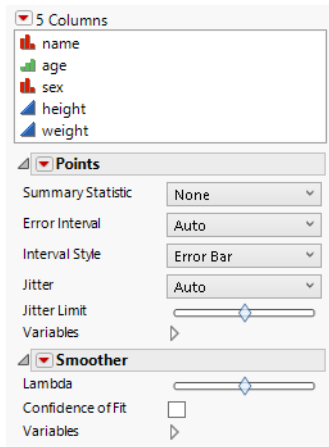 5 Columns
name
age
sex
height
weight
Points
Summary Statistic None
Error Interval Auto
Interval Style Error Bar
Jitter Auto
Jitter Limit
Variables
Smoother
Lambda
Confidence of Fit
Variables